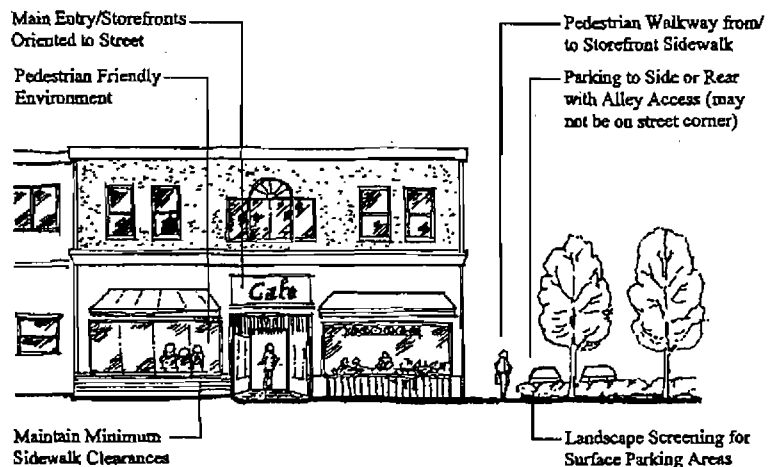 Main Entry/Storefronts
Oriented to Street
Pedestrian Friendly
Environment
Pedestrian Walkway from/
to Storefront Sidewalk
Parking to Side or Rear
with Alley Access (may
not be on street corner)
Cafe
Maintain Minimum
Sidewalk Clearances
Landscape Screening for
Surface Parking Areas